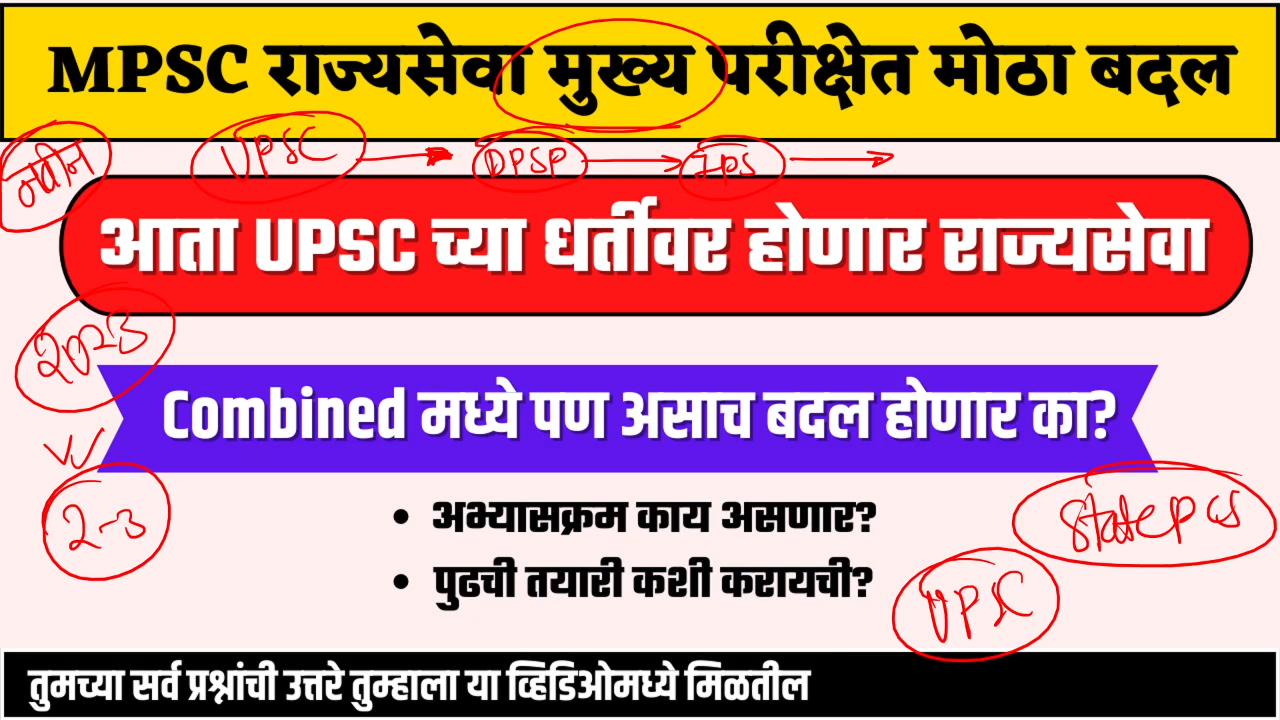 MPSC राज्यसेवा मुख्य परीक्षेत मोठा बदल
नवीन UPSC DPSP IPS
आता UPSC च्या धर्तीवर होणार राज्यसेवा
2023
Combined मध्ये पण असाच बदल होणार का?
2-3
• अभ्यासक्रम काय असणार?
State PCS
• पुढची तयारी कशी करायची?
UPSC
तुमच्या सर्व प्रश्नांची उत्तरे तुम्हाला या व्हिडिओमध्ये मिळतील